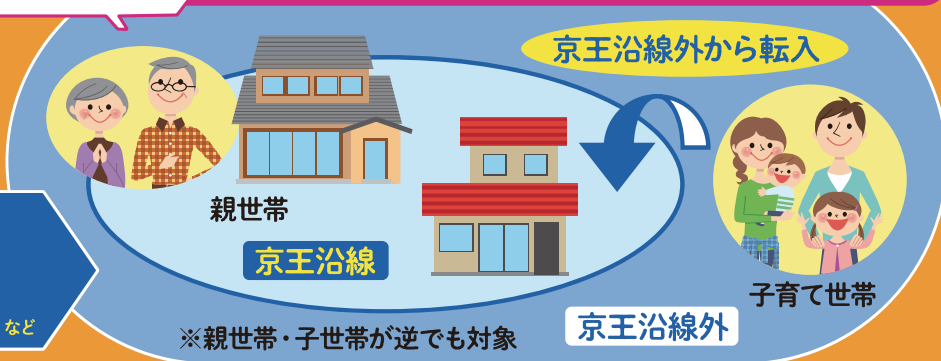 京王沿線外から転入
親世帯
京王沿線
子育て世帯
など
京王沿線外
※親世帯・子世帯が逆でも対象